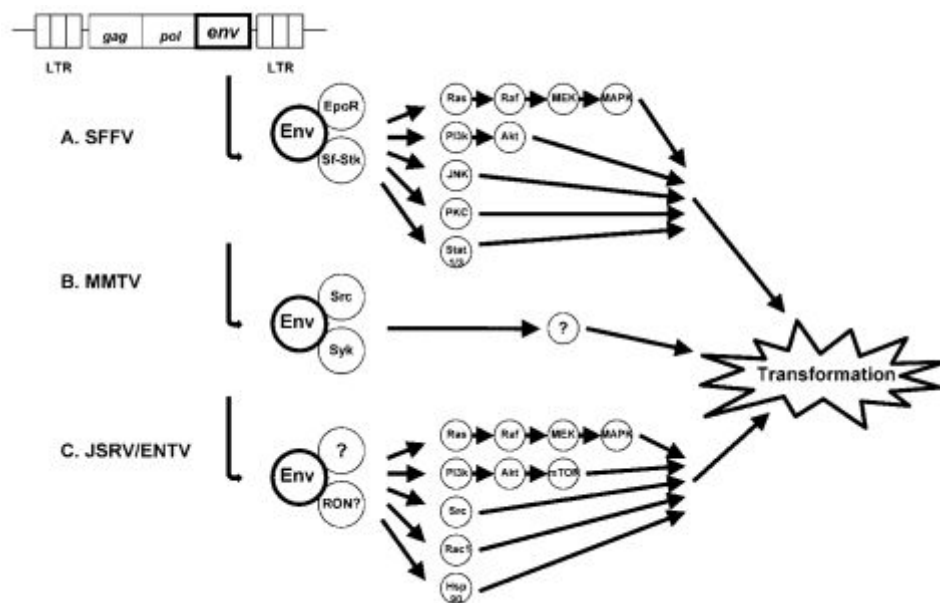 gag pol env
LTR LTR
A. SFFV
Env
EpoR
Sf-Stk
Ras Raf MEK MAPK
PI3k Akt
JNK
PKC
Stat
1/3
B. MMTV
Env
Src
Syk
?
Transformation
C. JSRV/ENTV
Env
?
RON?
Ras Raf MEK MAPK
PI3k Akt mTOR
Src
Rac1
Hsp
90